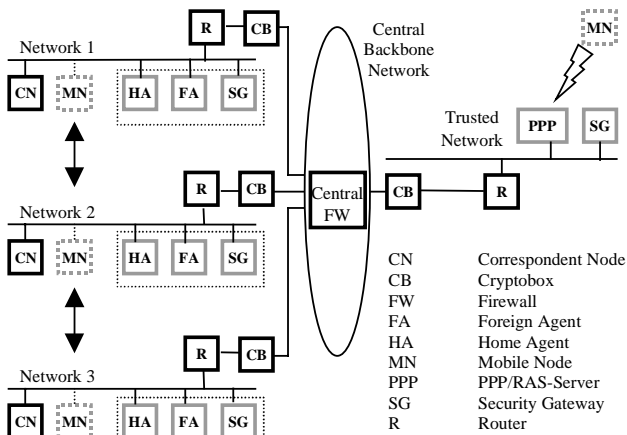 R CB
Network 1
CN MN HA FA SG
Central
Backbone
Network
MN
Trusted
Network
PPP SG
R CB
Central
FW
CB R
Network 2
CN MN HA FA SG
R CB
Network 3
CN MN HA FA SG
CN Correspondent Node
CB Cryptobox
FW Firewall
FA Foreign Agent
HA Home Agent
MN Mobile Node
PPP PPP/RAS-Server
SG Security Gateway
R Router